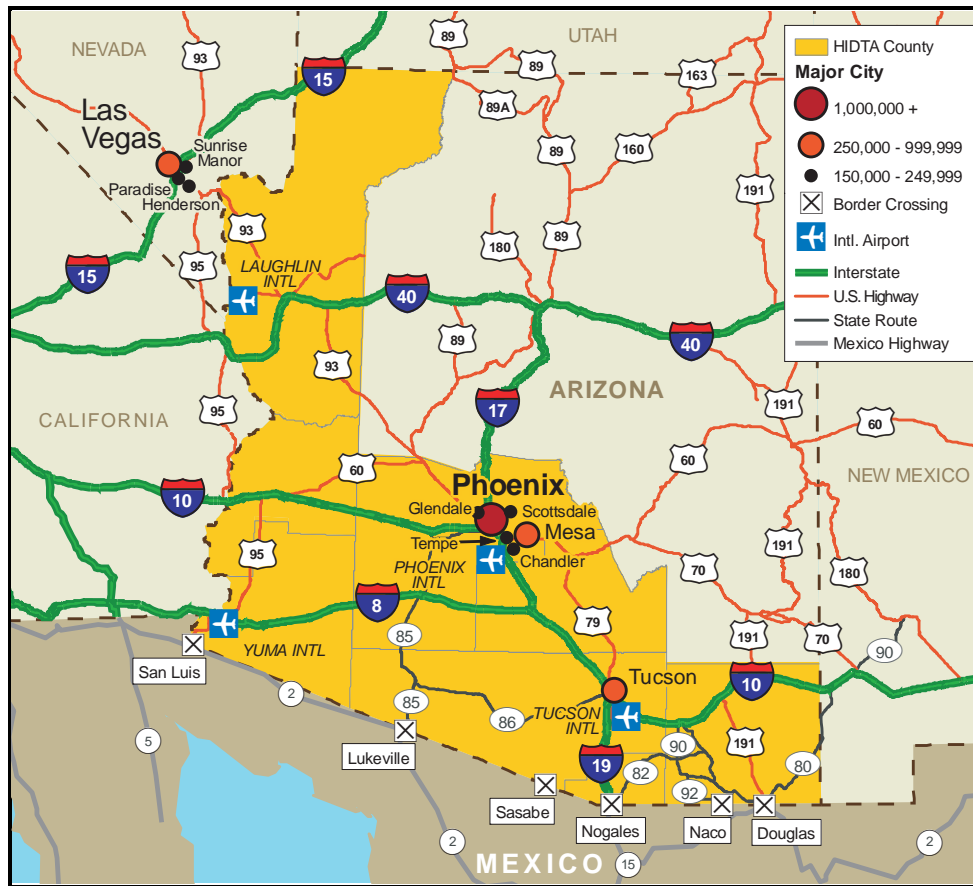 NEVADA
93
15
89
UTAH
89
163
89A
89
160
191
HIDTA County
Major City
1,000,000 +
250,000 - 999,999
150,000 - 249,999
Border Crossing
Intl. Airport
Interstate
U.S. Highway
State Route
Mexico Highway
Las
Vegas
Sunrise
Manor
Paradise
Henderson
93
180
89
95
15
LAUGHLIN
INTL
40
89
40
93
ARIZONA
191
CALIFORNIA
95
17
60
60
60
NEW MEXICO
10
Phoenix
Glendale
Scottsdale
Mesa
Tempe
Chandler
PHOENIX
INTL
95
191
70
180
8
79
85
YUMA INTL
191
70
90
San Luis
2
85
86
Tucson
TUCSON
INTL
10
5
Lukeville
90
191
19
82
80
92
Sasabe
Nogales
Naco
Douglas
2
MEXICO
15
2